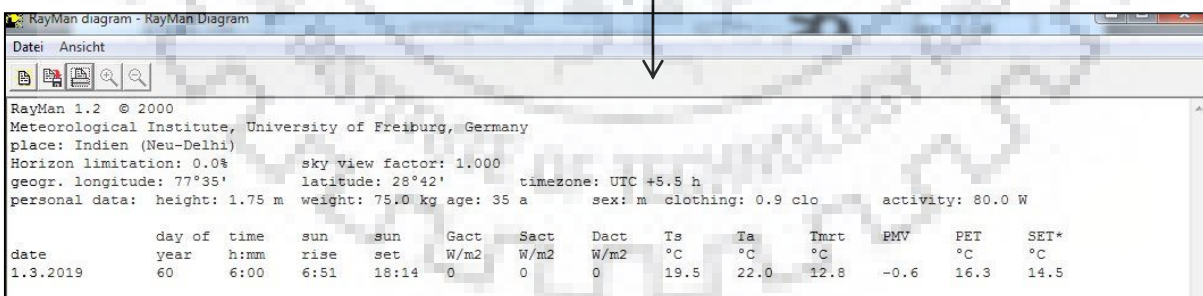 RayMan diagram - RayMan Diagram
Datei Ansicht
RayMan 1.2 © 2000
Meteorological Institute, University of Freiburg, Germany
place: Indien (Neu-Delhi)
Horizon limitation: 0.0% sky view factor: 1.000
geogr. longitude: 77°35' latitude: 28°42' timezone: UTC +5.5 h
personal data: height: 1.75 m weight: 75.0 kg age: 35 a sex: m clothing: 0.9 clo activity: 80.0 W
day of time sun sun Gact Sact Dact Ts Ta Tmrt PMV PET SET*
date year h:mm rise set W/m2 W/m2 W/m2 °C °C °C °C °C
1.3.2019 60 6:00 6:51 18:14 0 0 0 19.5 22.0 12.8 -0.6 16.3 14.5